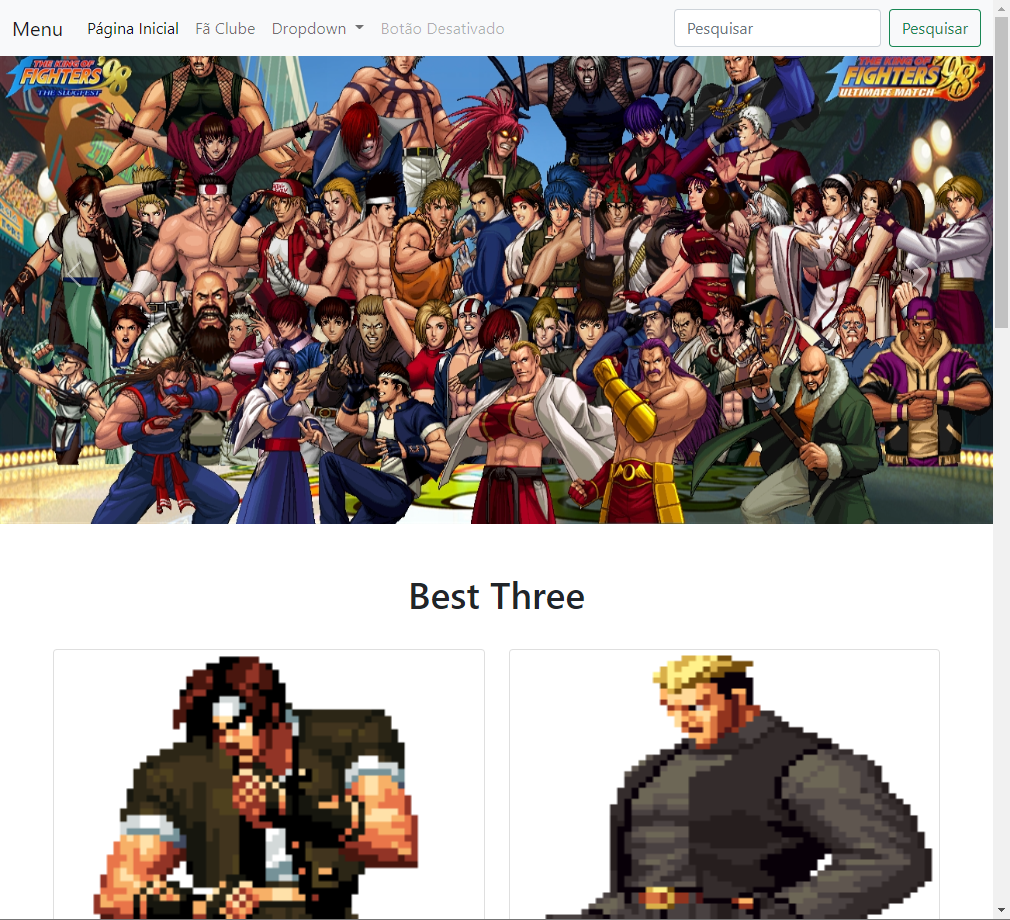 Menu Página Inicial Fã Clube Dropdown Botão Desativado Pesquisar Pesquisar
THE KING OF
FIGHTERS '98
THE SLUGFEST
THE KING OF
FIGHTERS '98
ULTIMATE MATCH
Best Three